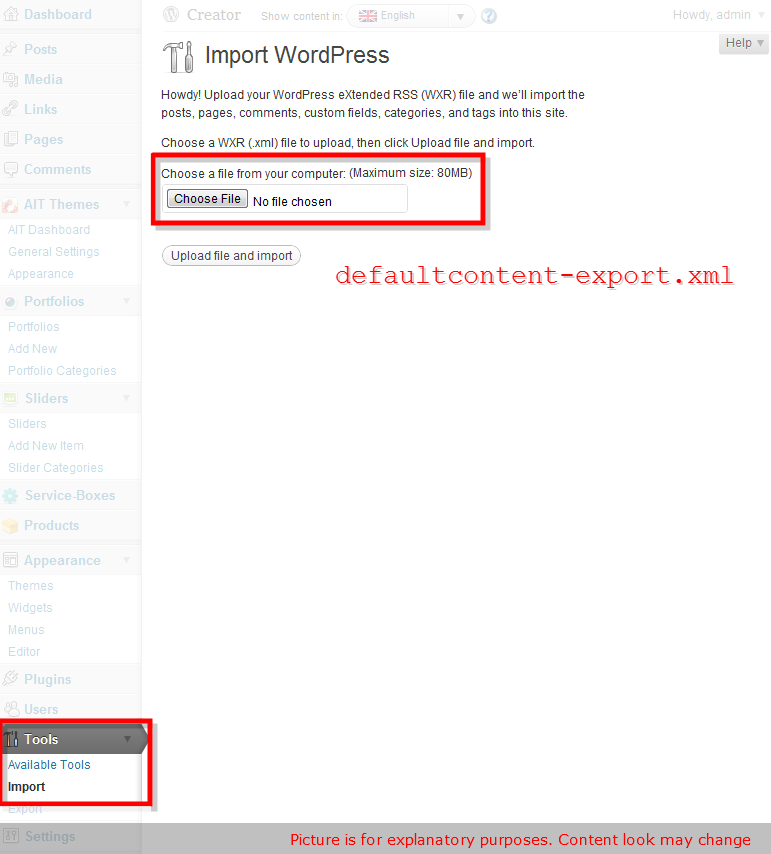 Dashboard
Posts
Media
Links
Pages
Comments
AIT Themes
AIT Dashboard
General Settings
Appearance
Portfolios
Portfolios
Add New
Portfolio Categories
Sliders
Sliders
Add New Item
Slider Categories
Service-Boxes
Products
Appearance
Themes
Widgets
Menus
Editor
Plugins
Users
Tools
Available Tools
Import
Export
Settings
Creator
Show content in:
English
Howdy, admin
Help
Import WordPress
Howdy! Upload your WordPress eXtended RSS (WXR) file and we'll import the
posts, pages, comments, custom fields, categories, and tags into this site.
Choose a WXR (.xml) file to upload, then click Upload file and import.
Choose a file from your computer: (Maximum size: 80MB)
Choose File No file chosen
Upload file and import
defaultcontent-export.xml
Picture is for explanatory purposes. Content look may change